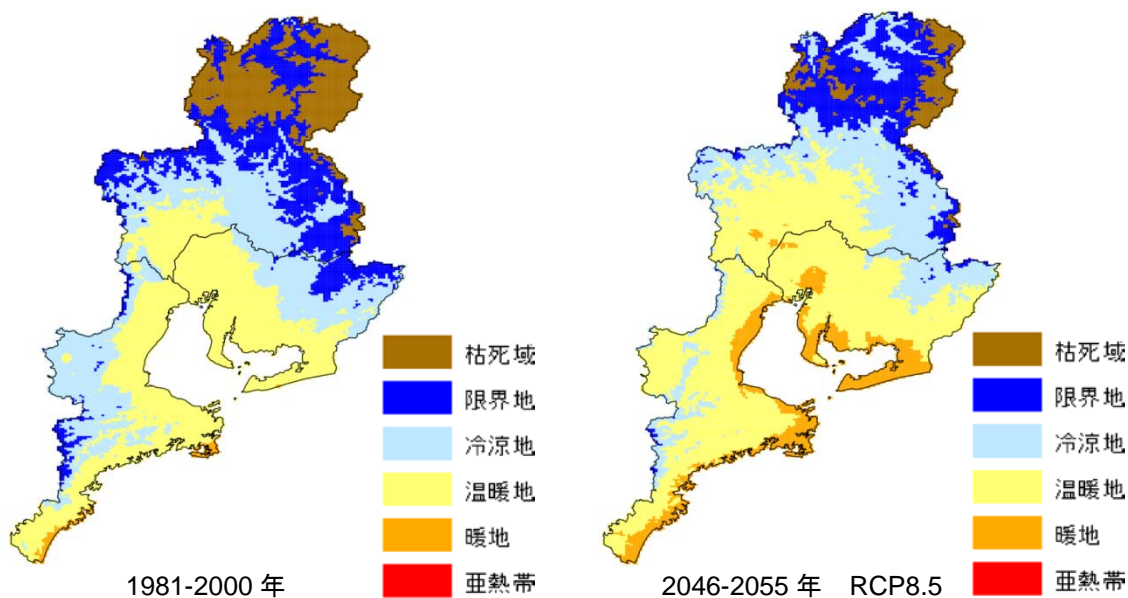 枯死域
限界地
冷涼地
温暖地
暖地
亜熱帯
1981-2000 年
枯死域
限界地
冷涼地
温暖地
暖地
亜熱帯
2046-2055 年 RCP8.5